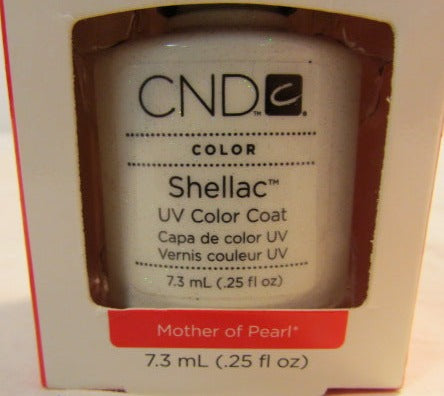 CND™ c.
COLOR
Shellac™
UV Color Coat
Capa de color UV
Vernis couleur UV
7.3 mL (.25 fl oz)
Mother of Pearl*
7.3 mL (.25 fl oz)